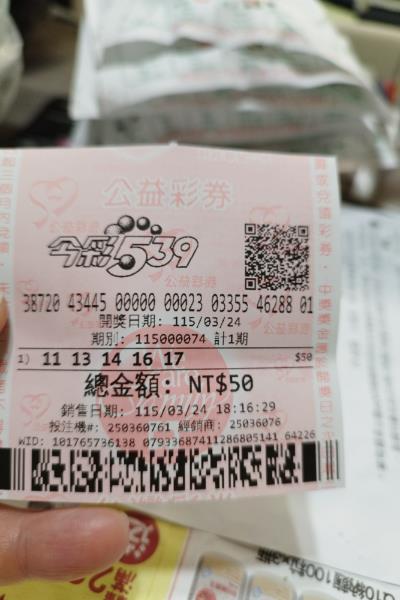 公益彩券
今彩539
38720 43445 00000 00023 03355 46288 01
開獎日期: 115/03/24
期別: 115000074 計1期
1) 11 13 14 16 17 $50
總金額: NT$50
銷售日期: 115/03/24 18:16:29
投注機#: 250360761 經銷商: 25036076
WID: 101765736138 07933687411286805141 64226